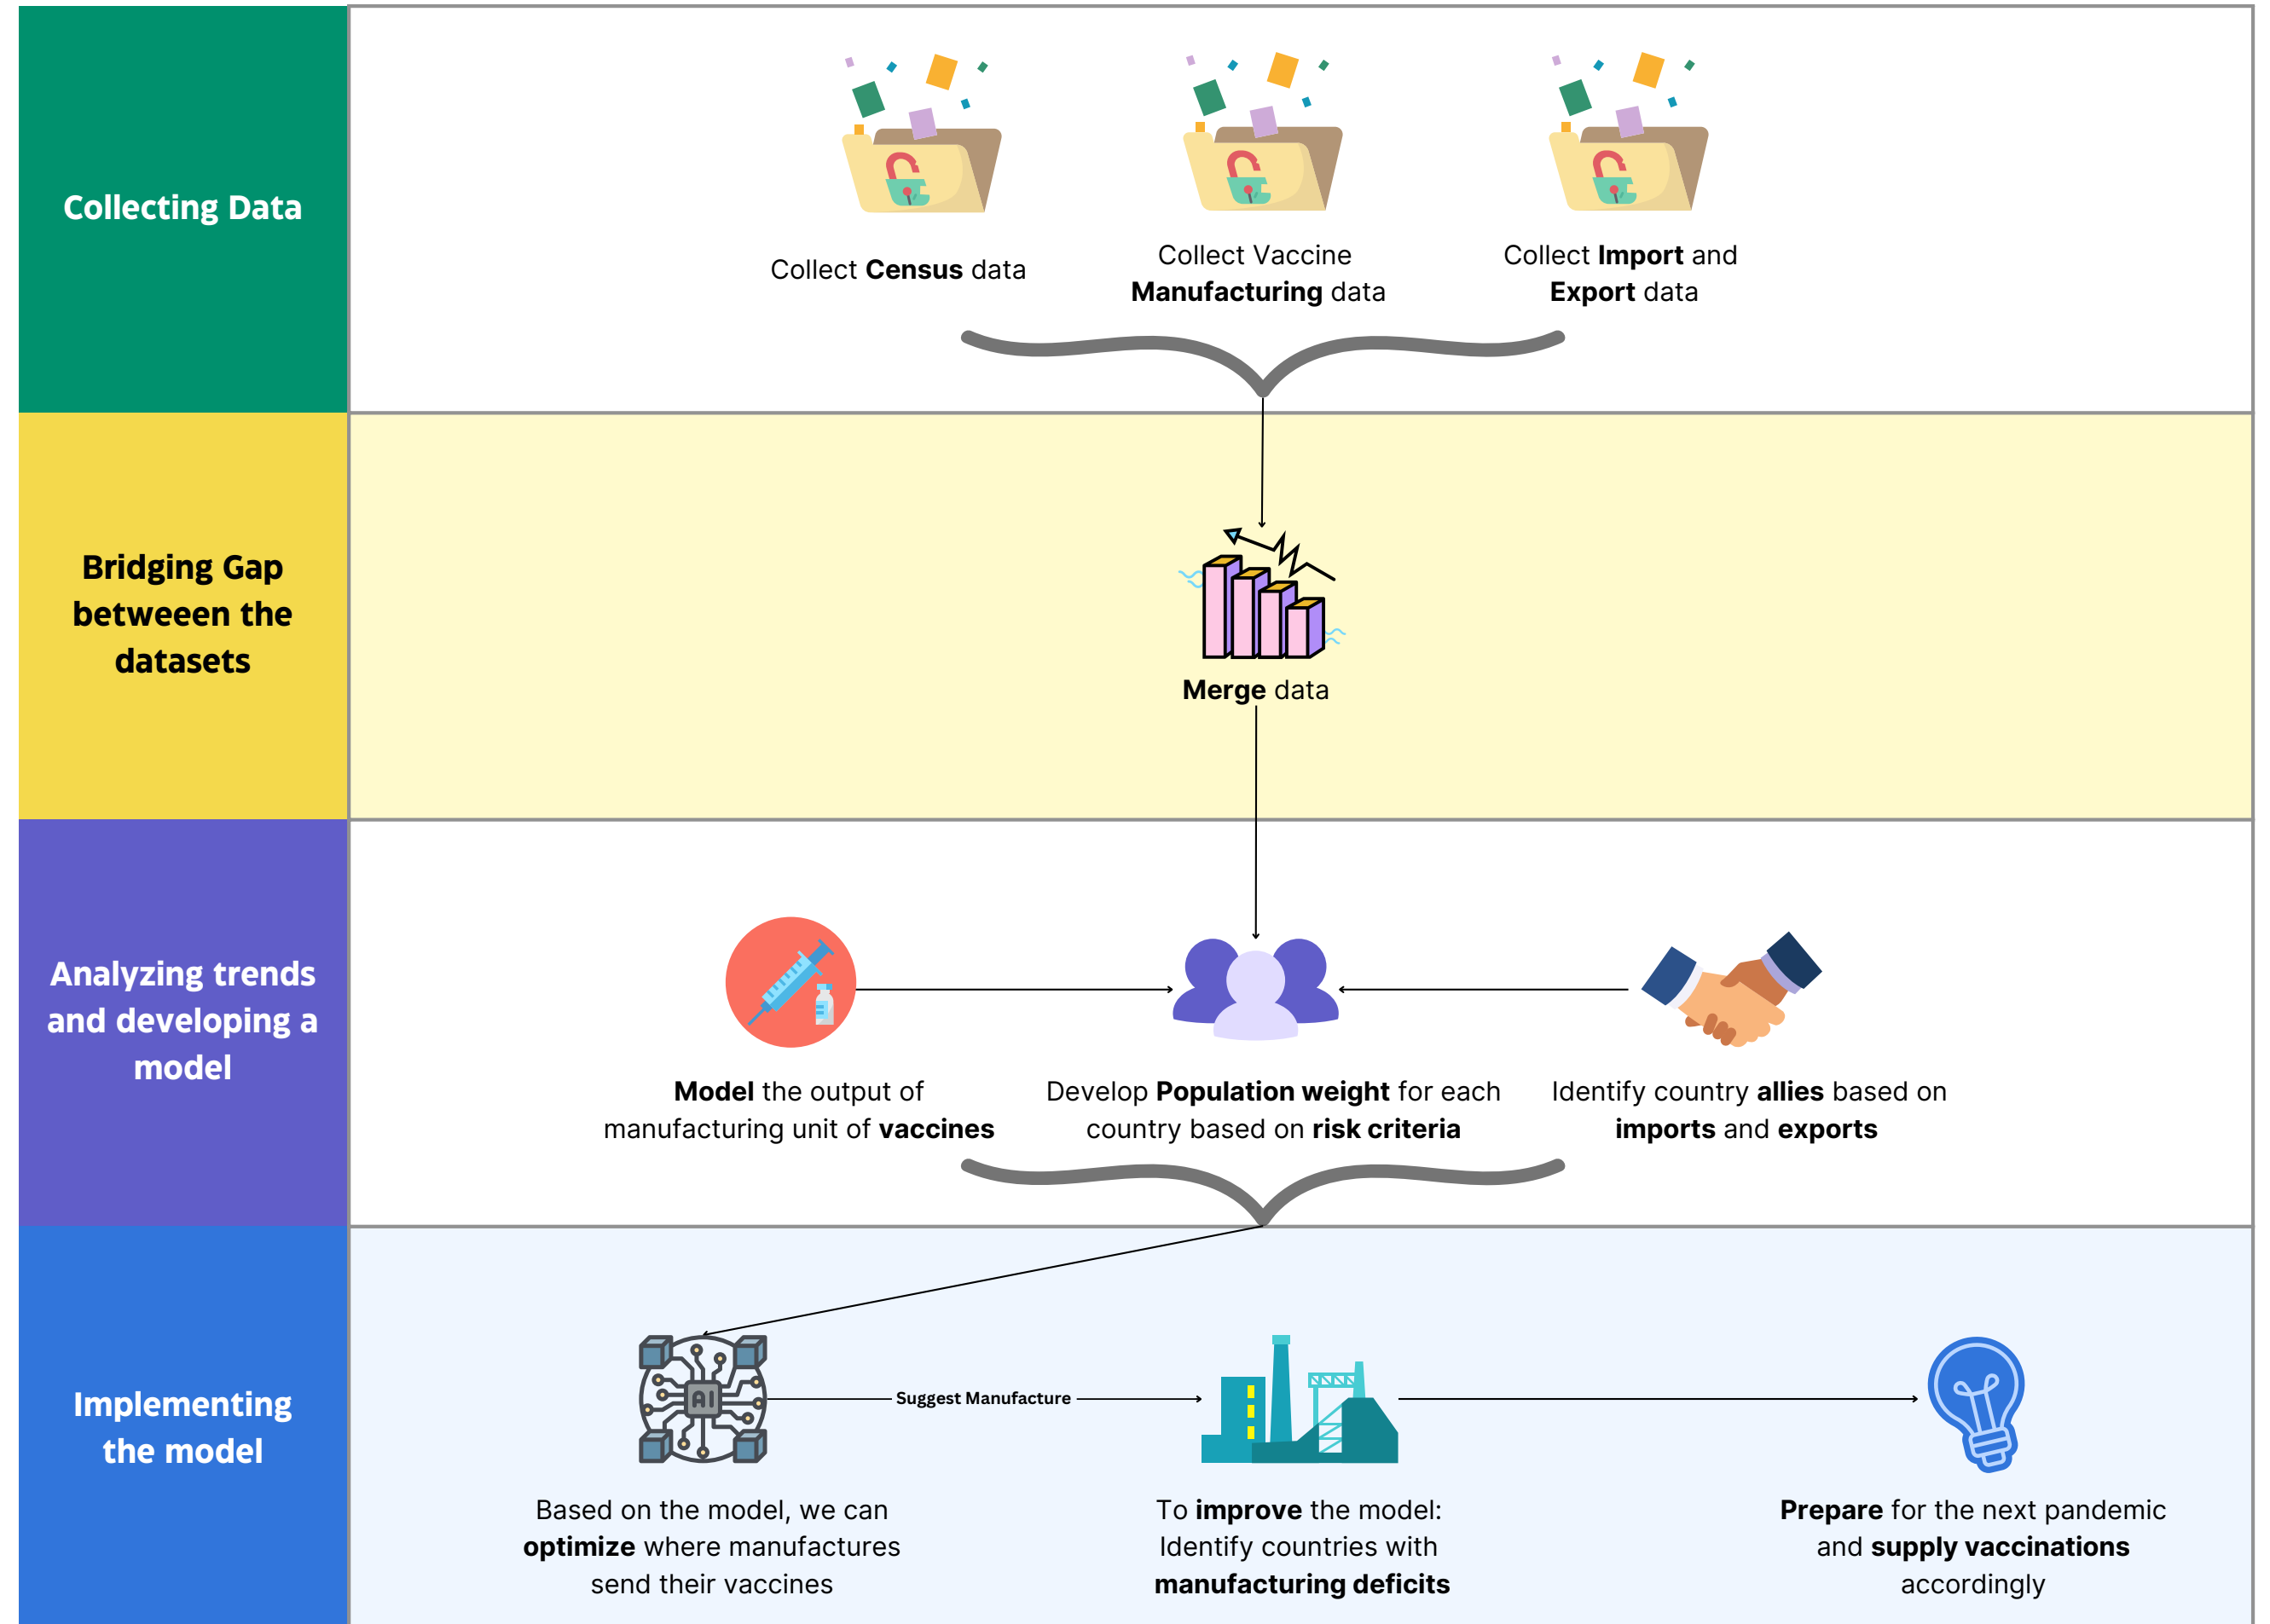 Collecting Data
Collect Census data
Collect Vaccine
Manufacturing data
Collect Import and
Export data
Bridging Gap
betweeen the
datasets
Merge data
Analyzing trends
and developing a
model
Model the output of
manufacturing unit of vaccines
Develop Population weight for each
country based on risk criteria
Identify country allies based on
imports and exports
Implementing
the model
AI
Suggest Manufacture
Based on the model, we can
optimize where manufactures
send their vaccines
To improve the model:
Identify countries with
manufacturing deficits
Prepare for the next pandemic
and supply vaccinations
accordingly